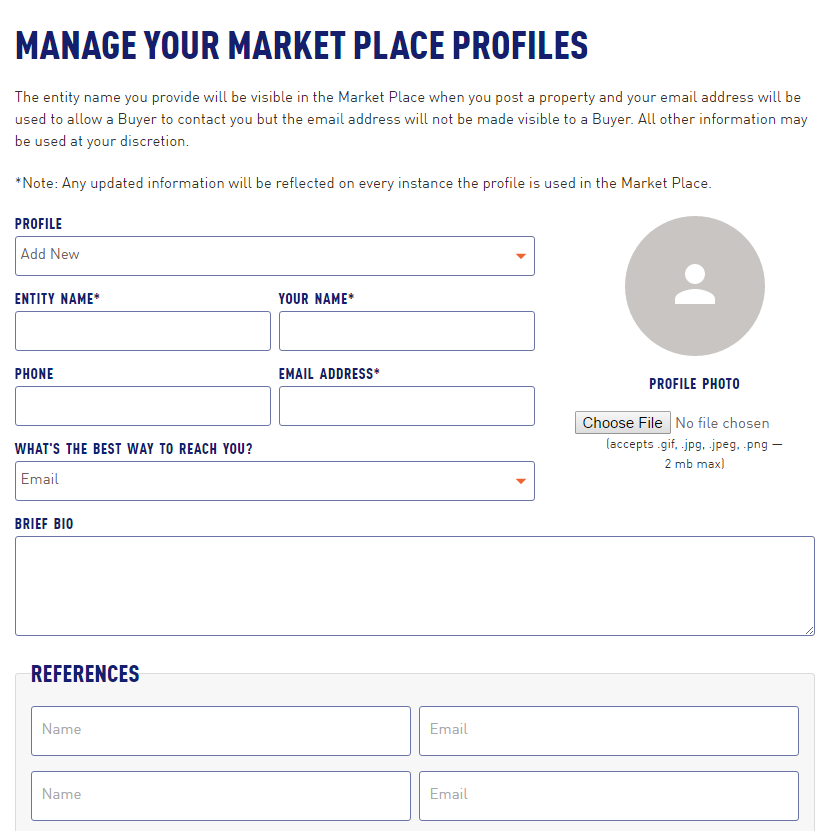 MANAGE YOUR MARKET PLACE PROFILES
The entity name you provide will be visible in the Market Place when you post a property and your email address will be
used to allow a Buyer to contact you but the email address will not be made visible to a Buyer. All other information may
be used at your discretion.
*Note: Any updated information will be reflected on every instance the profile is used in the Market Place.
PROFILE
Add New
ENTITY NAME*
YOUR NAME*
PHONE
EMAIL ADDRESS*
WHAT'S THE BEST WAY TO REACH YOU?
Email
PROFILE PHOTO
Choose File No file chosen
(accepts .gif, .jpg, .jpeg, .png —
2 mb max)
BRIEF BIO
REFERENCES
Name
Email
Name
Email